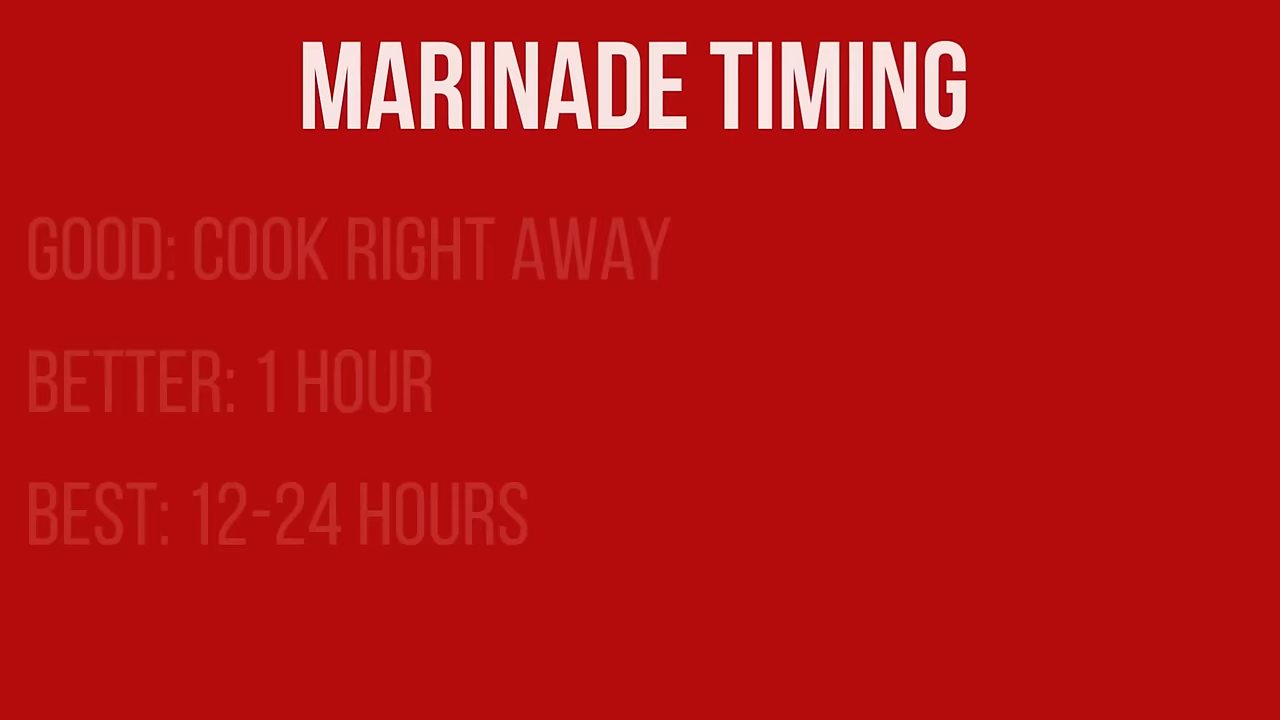 MARINADE TIMING
GOOD: COOK RIGHT AWAY
BETTER: 1 HOUR
BEST: 12-24 HOURS